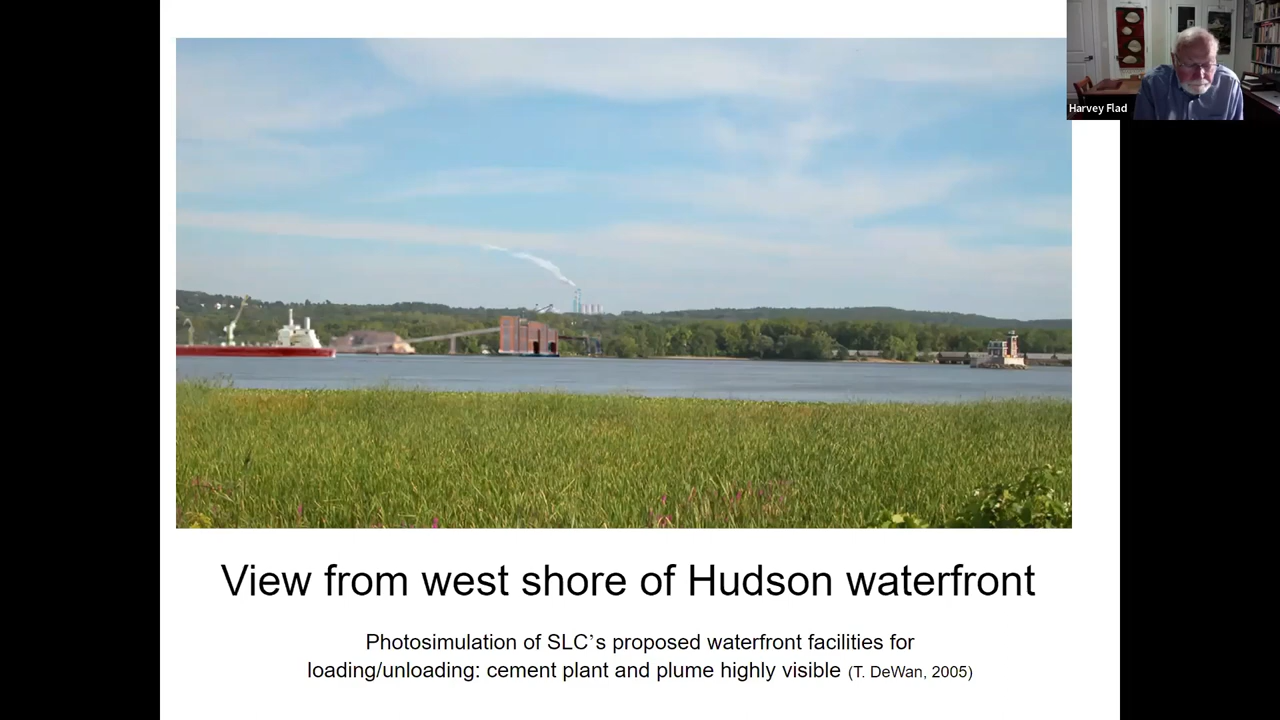 Harvey Flad
View from west shore of Hudson waterfront
Photosimulation of SLC’s proposed waterfront facilities for
loading/unloading: cement plant and plume highly visible (T. DeWan, 2005)